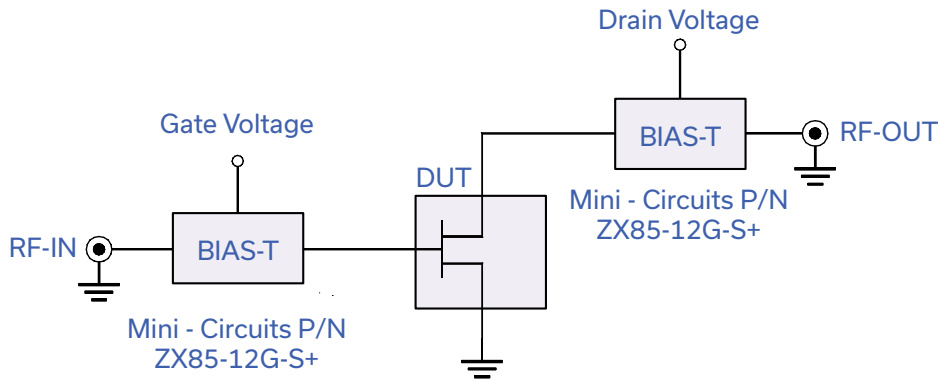 Drain Voltage
Gate Voltage
BIAS-T
RF-OUT
DUT
Mini - Circuits P/N
ZX85-12G-S+
RF-IN
BIAS-T
Mini - Circuits P/N
ZX85-12G-S+